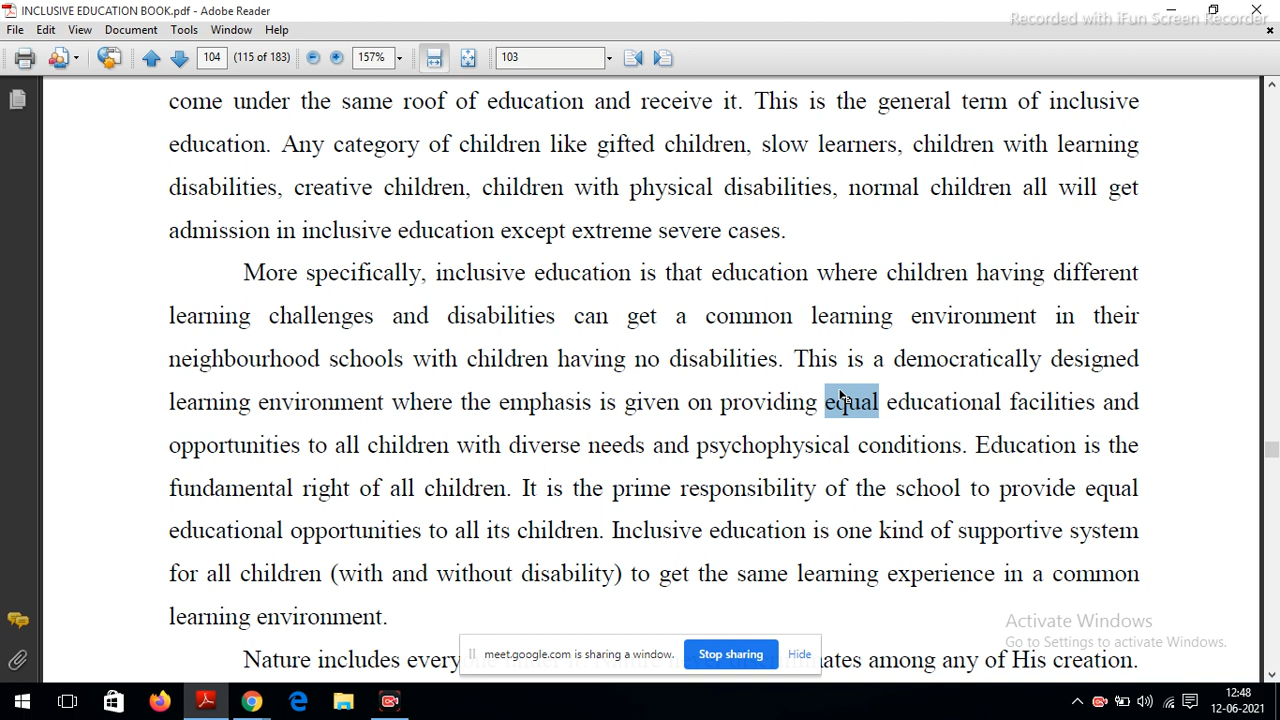 INCLUSIVE EDUCATION BOOK.pdf - Adobe Reader
Recorded with iFun Screen Recorder
File Edit View Document Tools Window Help
104 (115 of 183) 157% 103
come under the same roof of education and receive it. This is the general term of inclusive
education. Any category of children like gifted children, slow learners, children with learning
disabilities, creative children, children with physical disabilities, normal children all will get
admission in inclusive education except extreme severe cases.
More specifically, inclusive education is that education where children having different
learning challenges and disabilities can get a common learning environment in their
neighbourhood schools with children having no disabilities. This is a democratically designed
learning environment where the emphasis is given on providing equal educational facilities and
opportunities to all children with diverse needs and psychophysical conditions. Education is the
fundamental right of all children. It is the prime responsibility of the school to provide equal
educational opportunities to all its children. Inclusive education is one kind of supportive system
for all children (with and without disability) to get the same learning experience in a common
learning environment.
Activate Windows
Go to Settings to activate Windows.
meet.google.com is sharing a window. Stop sharing Hide
Nature includes among any of His creation.
12:48
12-06-2021